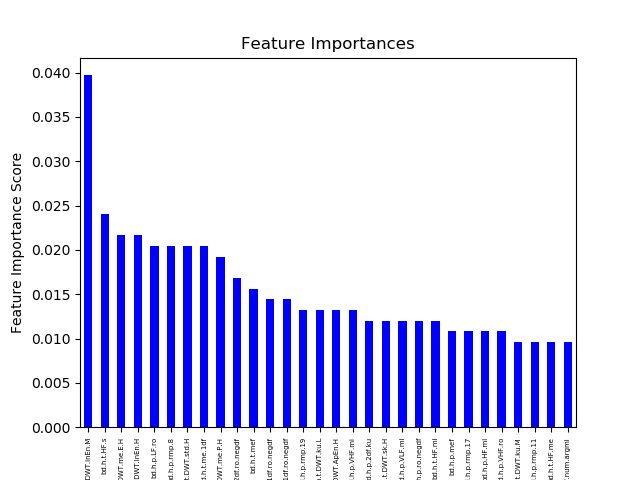 Feature Importances
Feature Importance Score
0.040
0.035
0.030
0.025
0.020
0.015
0.010
0.005
0.000
DWT.InEn.M
bd.h.t.HF.s
DWT.me.E.H
DWT.InEn.H
bd.h.p.LF.ro
d.h.p.rmp.8
t.DWT.std.H
d.h.t.me.1df
DWT.me.P.H
2df.ro.negdf
bd.h.t.mef
1df.ro.negdf
1df.ro.negdf
.h.p.rmp.19
.t.DWT.ku.L
DWT.ApEn.H
.h.p.VHF.mi
d.h.p.2df.ku
.t.DWT.sk.H
d.h.p.VLF.mi
.h.p.ro.negdf
bd.h.t.HF.mi
bd.h.p.mef
.h.p.rmp.17
bd.h.p.HF.mi
d.h.p.VHF.ro
t.DWT.ku.M
.h.p.rmp.11
bd.h.t.HF.me
.num.argmi